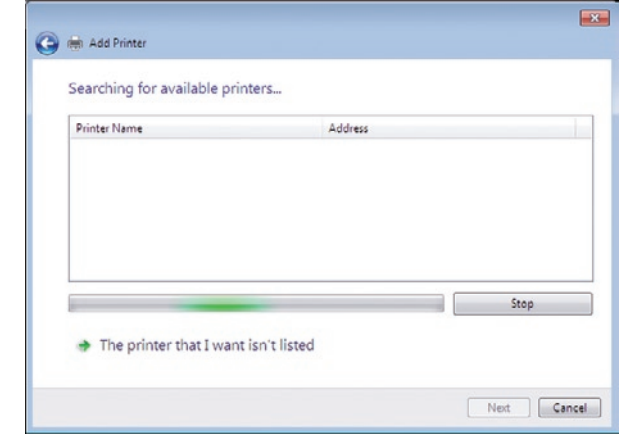 Add Printer
Searching for available printers...
Printer Name Address
Stop
The printer that I want isn't listed
Next Cancel